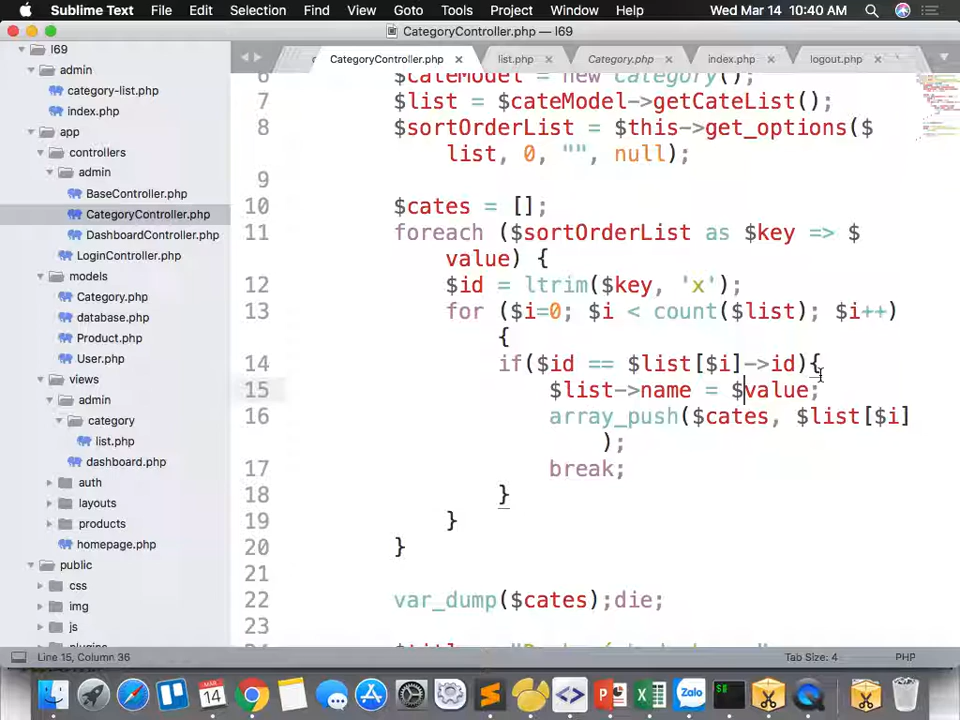 Sublime Text File Edit Selection Find View Goto Tools Project Window Help Wed Mar 14 10:40 AM
CategoryController.php — l69
CategoryController.php × list.php × Category.php × index.php × logout.php ×
l69
admin
category-list.php
index.php
app
controllers
admin
BaseController.php
CategoryController.php
DashboardController.php
LoginController.php
models
Category.php
database.php
Product.php
User.php
views
admin
category
list.php
dashboard.php
auth
layouts
products
homepage.php
public
css
img
js
6 $cateModel = new Category();
7 $list = $cateModel->getCateList();
8 $sortOrderList = $this->get_options($
list, 0, "", null);
9
10 $cates = [];
11 foreach ($sortOrderList as $key => $
value) {
12 $id = ltrim($key, 'x');
13 for ($i=0; $i < count($list); $i++)
{
14 if($id == $list[$i]->id){
15 $list->name = $value;
16 array_push($cates, $list[$i]
);
17 break;
18 }
19 }
20 }
21
22 var_dump($cates);die;
23
Line 15, Column 36 Tab Size: 4 PHP
14
Zalo